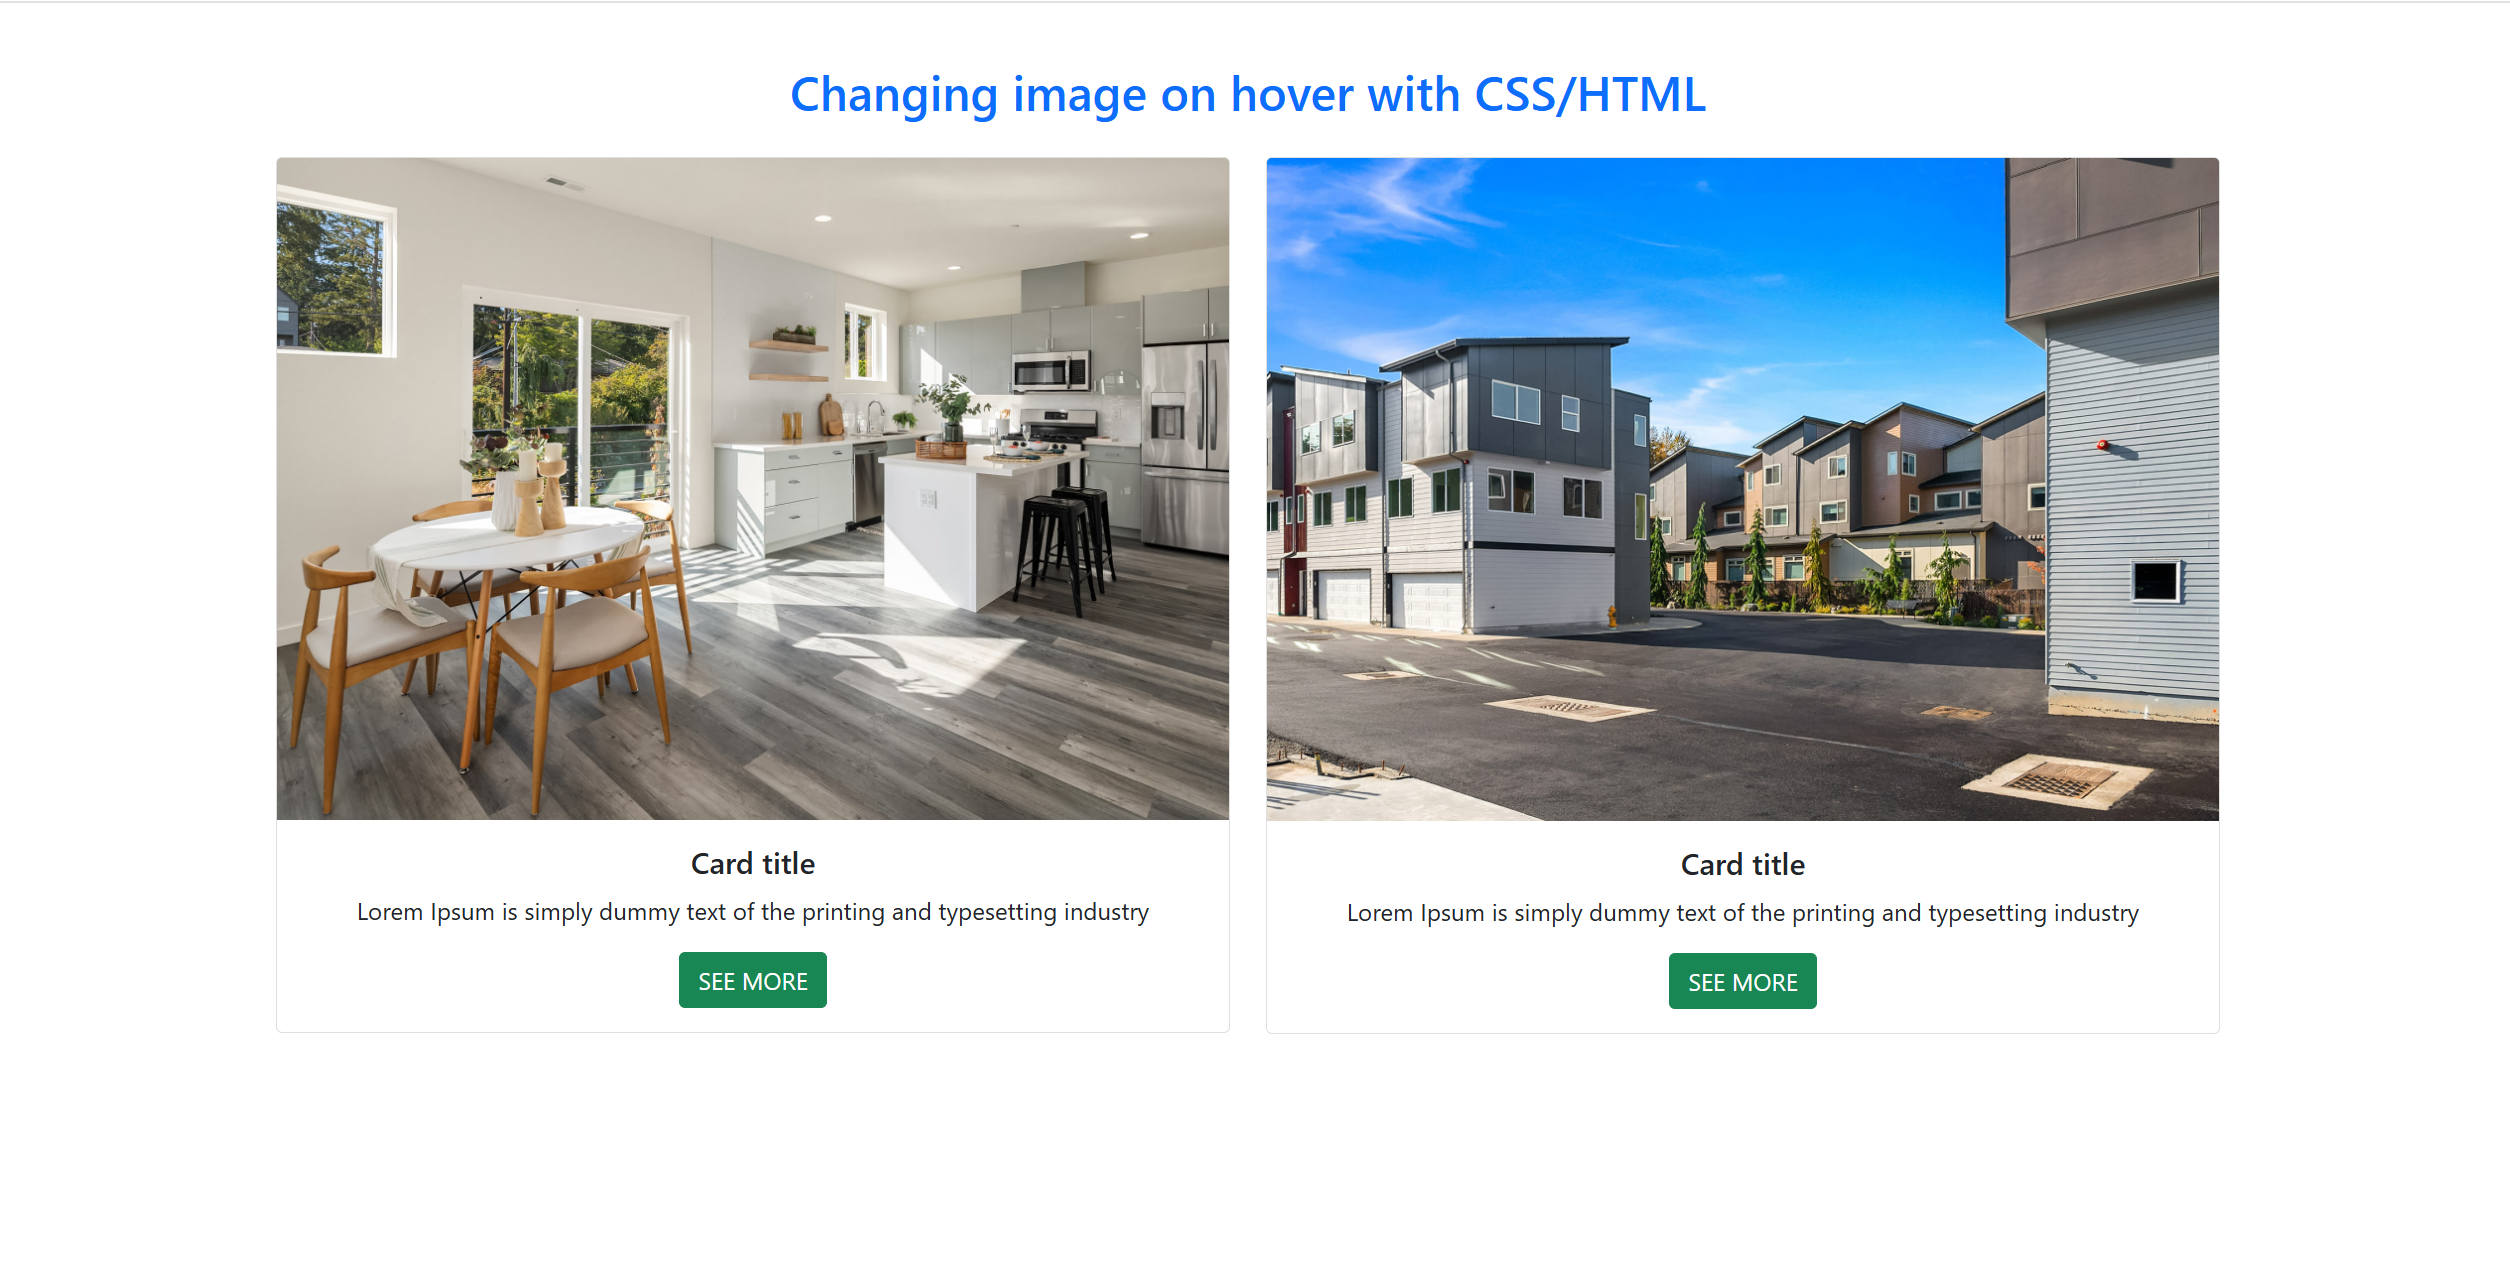 Changing image on hover with CSS/HTML
Card title
Lorem Ipsum is simply dummy text of the printing and typesetting industry
SEE MORE
Card title
Lorem Ipsum is simply dummy text of the printing and typesetting industry
SEE MORE